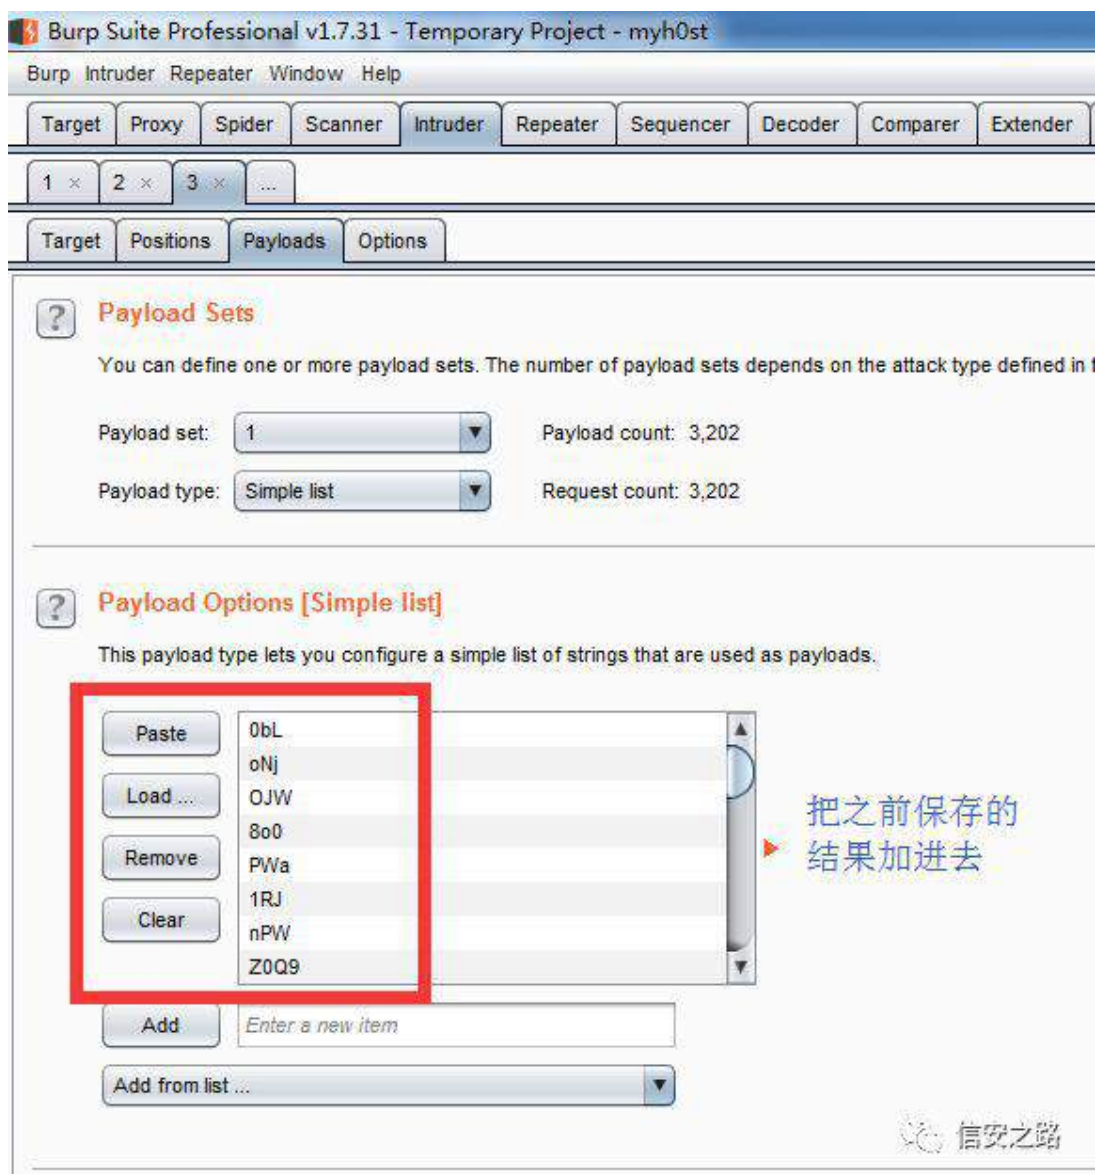 Burp Suite Professional v1.7.31 - Temporary Project - myh0st
Burp Intruder Repeater Window Help
Target Proxy Spider Scanner Intruder Repeater Sequencer Decoder Comparer Extender
1 × 2 × 3 × ...
Target Positions Payloads Options
? Payload Sets
You can define one or more payload sets. The number of payload sets depends on the attack type defined in
Payload set: 1 Payload count: 3,202
Payload type: Simple list Request count: 3,202
? Payload Options [Simple list]
This payload type lets you configure a simple list of strings that are used as payloads.
Paste
Load ...
Remove
Clear
0bL
oNj
OJW
8o0
PWa
1RJ
nPW
Z0Q9
把之前保存的
结果加进去
Add Enter a new item
Add from list ...
信安之路